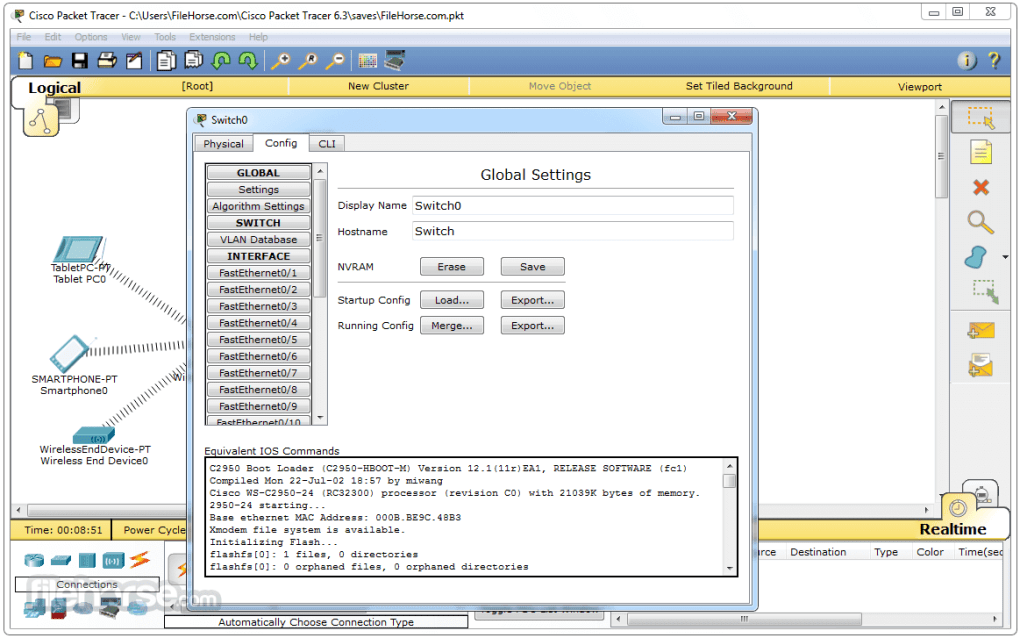 Cisco Packet Tracer - C:\Users\FileHorse.com\Cisco Packet Tracer 6.3\saves\FileHorse.com.pkt
File Edit Options View Tools Extensions Help
Logical [Root] New Cluster Move Object Set Tiled Background Viewport
Switch0
Physical Config CLI
GLOBAL
Settings
Algorithm Settings
SWITCH
VLAN Database
INTERFACE
FastEthernet0/1
FastEthernet0/2
FastEthernet0/3
FastEthernet0/4
FastEthernet0/5
FastEthernet0/6
FastEthernet0/7
FastEthernet0/8
FastEthernet0/9
FastEthernet0/10
Global Settings
Display Name Switch0
Hostname Switch
NVRAM Erase Save
Startup Config Load... Export...
Running Config Merge... Export...
TabletPC-PT
Tablet PC0
SMARTPHONE-PT
Smartphone0
WirelessEndDevice-PT
Wireless End Device0
Equivalent IOS Commands
C2950 Boot Loader (C2950-HBOOT-M) Version 12.1(11r)EA1, RELEASE SOFTWARE (fc1)
Compiled Mon 22-Jul-02 18:57 by miwang
Cisco WS-C2950-24 (RC32300) processor (revision C0) with 21039K bytes of memory.
2950-24 starting...
Base ethernet MAC Address: 000B.BE9C.48B3
Xmodem file system is available.
Initializing Flash...
flashfs[0]: 1 files, 0 directories
flashfs[0]: 0 orphaned files, 0 orphaned directories
Time: 00:08:51 Power Cycle
Realtime
Destination Type Color Time(sec
Connections
filehorse.com
Automatically Choose Connection Type